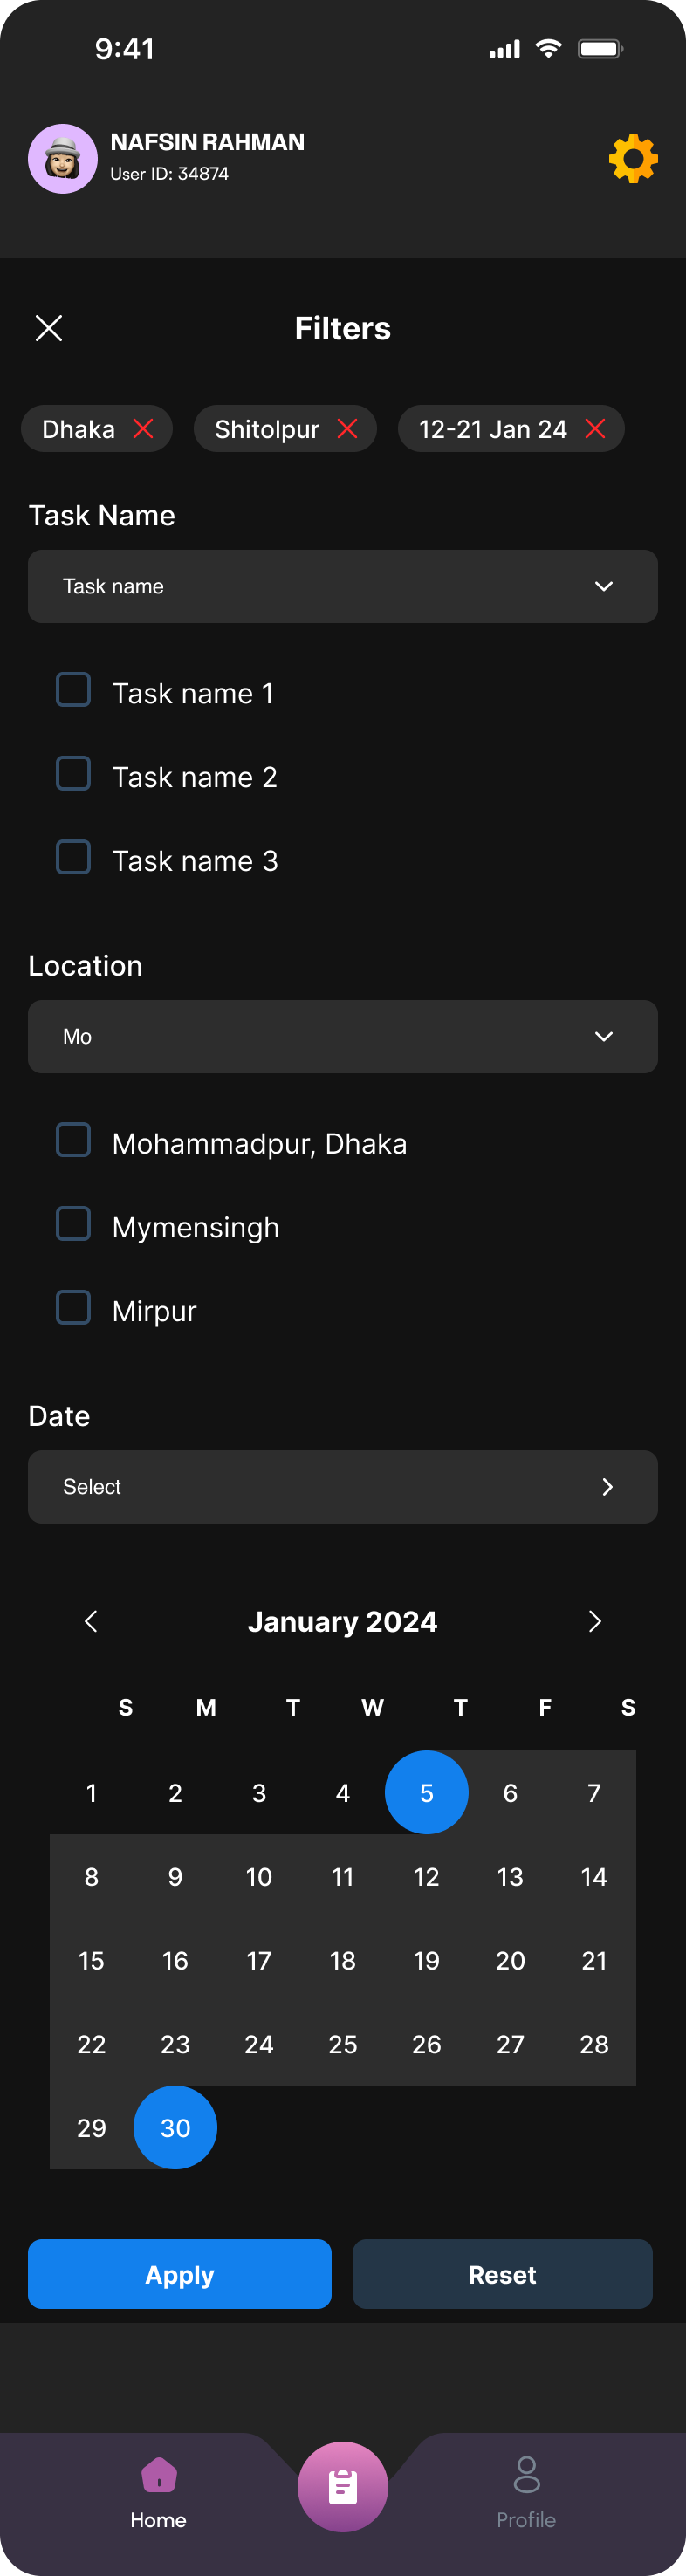 9:41
NAFSIN RAHMAN
User ID: 34874
Filters
Dhaka Shitolpur 12-21 Jan 24
Task Name
Task name
Task name 1
Task name 2
Task name 3
Location
Mo
Mohammadpur, Dhaka
Mymensingh
Mirpur
Date
Select
January 2024
S M T W T F S
1 2 3 4 5 6 7
8 9 10 11 12 13 14
15 16 17 18 19 20 21
22 23 24 25 26 27 28
29 30
Apply Reset
Home Profile